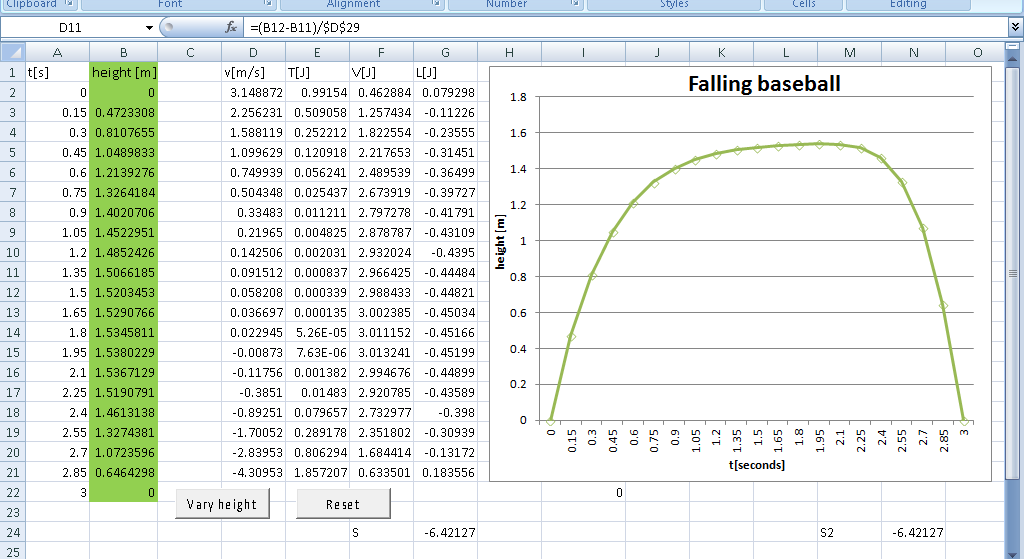 Clipboard Font Alignment Number Styles Cells Editing
D11 fx =(B12-B11)/$D$29
A B C D E F G H I J K L M N O
1 t[s] height [m] v[m/s] T[J] V[J] L[J]
2 0 0 3.148872 0.99154 0.462884 0.079298
3 0.15 0.4723308 2.256231 0.509058 1.257434 -0.11226
4 0.3 0.8107655 1.588119 0.252212 1.822554 -0.23555
5 0.45 1.0489833 1.099629 0.120918 2.217653 -0.31451
6 0.6 1.2139276 0.749939 0.056241 2.489539 -0.36499
7 0.75 1.3264184 0.504348 0.025437 2.673919 -0.39727
8 0.9 1.4020706 0.33483 0.011211 2.797278 -0.41791
9 1.05 1.4522951 0.21965 0.004825 2.878787 -0.43109
10 1.2 1.4852426 0.142506 0.002031 2.932024 -0.4395
11 1.35 1.5066185 0.091512 0.000837 2.966425 -0.44484
12 1.5 1.5203453 0.058208 0.000339 2.988433 -0.44821
13 1.65 1.5290766 0.036697 0.000135 3.002385 -0.45034
14 1.8 1.5345811 0.022945 5.26E-05 3.011152 -0.45166
15 1.95 1.5380229 -0.00873 7.63E-06 3.013241 -0.45199
16 2.1 1.5367129 -0.11756 0.001382 2.994676 -0.44899
17 2.25 1.5190791 -0.3851 0.01483 2.920785 -0.43589
18 2.4 1.4613138 -0.89251 0.079657 2.732977 -0.398
19 2.55 1.3274381 -1.70052 0.289178 2.351802 -0.30939
20 2.7 1.0723596 -2.83953 0.806294 1.684414 -0.13172
21 2.85 0.6464298 -4.30953 1.857207 0.633501 0.183556
22 3 0 0
Vary height Reset
23
24 S -6.42127 S2 -6.42127
25
Falling baseball
1.8
1.6
1.4
1.2
1
0.8
0.6
0.4
0.2
0
height [m]
0 0.15 0.3 0.45 0.6 0.75 0.9 1.05 1.2 1.35 1.5 1.65 1.8 1.95 2.1 2.25 2.4 2.55 2.7 2.85 3
t[seconds]